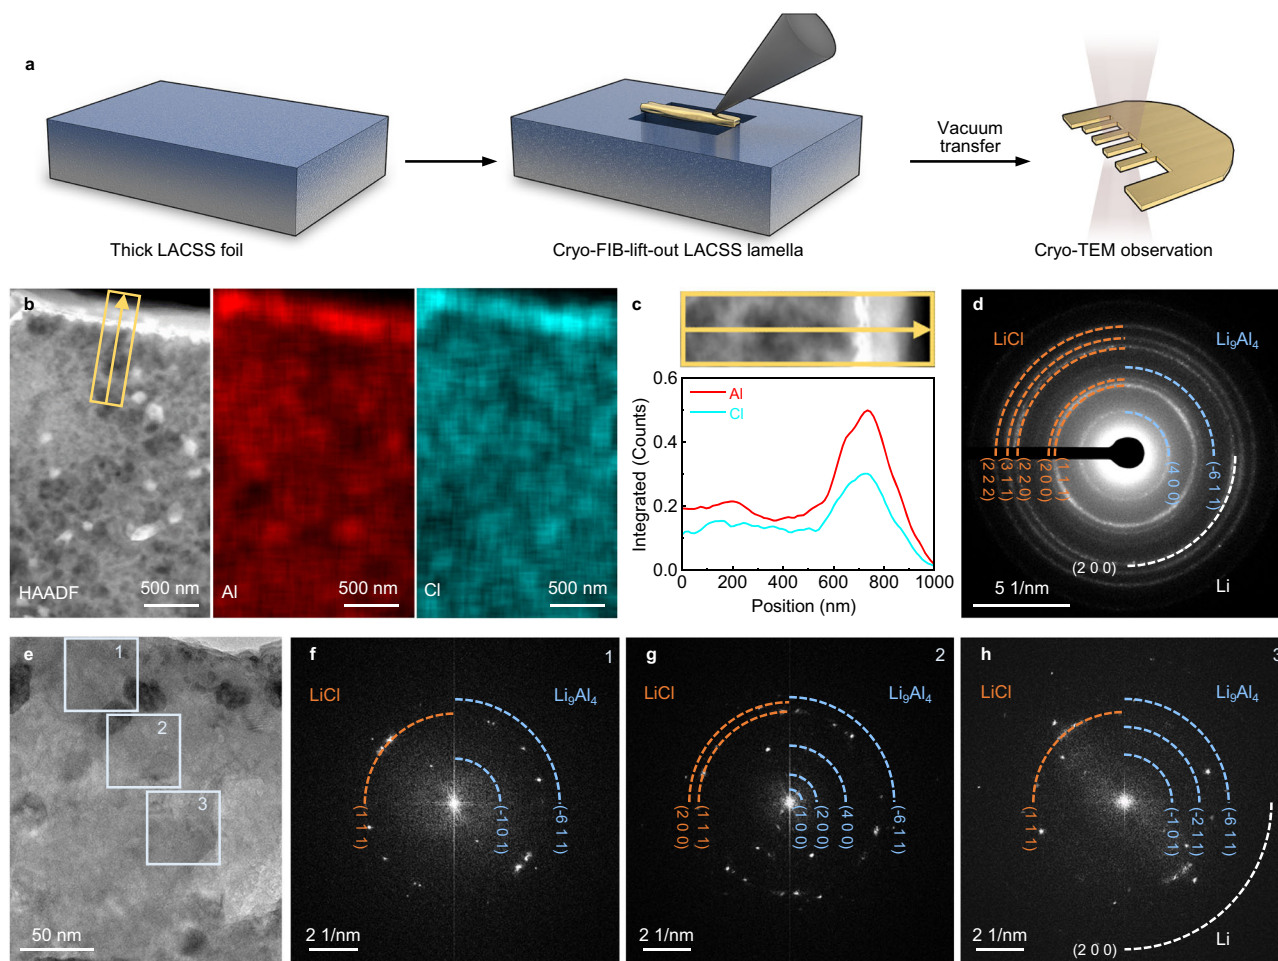 a
Vacuum
transfer
Thick LACSS foil
Cryo-FIB-lift-out LACSS lamella
Cryo-TEM observation
b
HAADF
500 nm
Al
500 nm
Cl
500 nm
c
0.6
0.4
0.2
0.0
Integrated (Counts)
Al
Cl
0
200
400
600
800
1000
Position (nm)
d
LiCl
Li₉Al₄
(2 2 2)
(3 1 1)
(2 2 0)
(2 0 0)
(1 1 1)
(4 0 0)
(-6 1 1)
(2 0 0)
Li
5 1/nm
e
1
2
3
50 nm
f
1
LiCl
Li₉Al₄
(1 1 1)
(-1 0 1)
(-6 1 1)
2 1/nm
g
2
LiCl
Li₉Al₄
(2 0 0)
(1 1 1)
(1 0 0)
(2 0 0)
(4 0 0)
(-6 1 1)
2 1/nm
h
3
LiCl
Li₉Al₄
(1 1 1)
(-1 0 1)
(-2 1 1)
(-6 1 1)
2 1/nm
(2 0 0)
Li